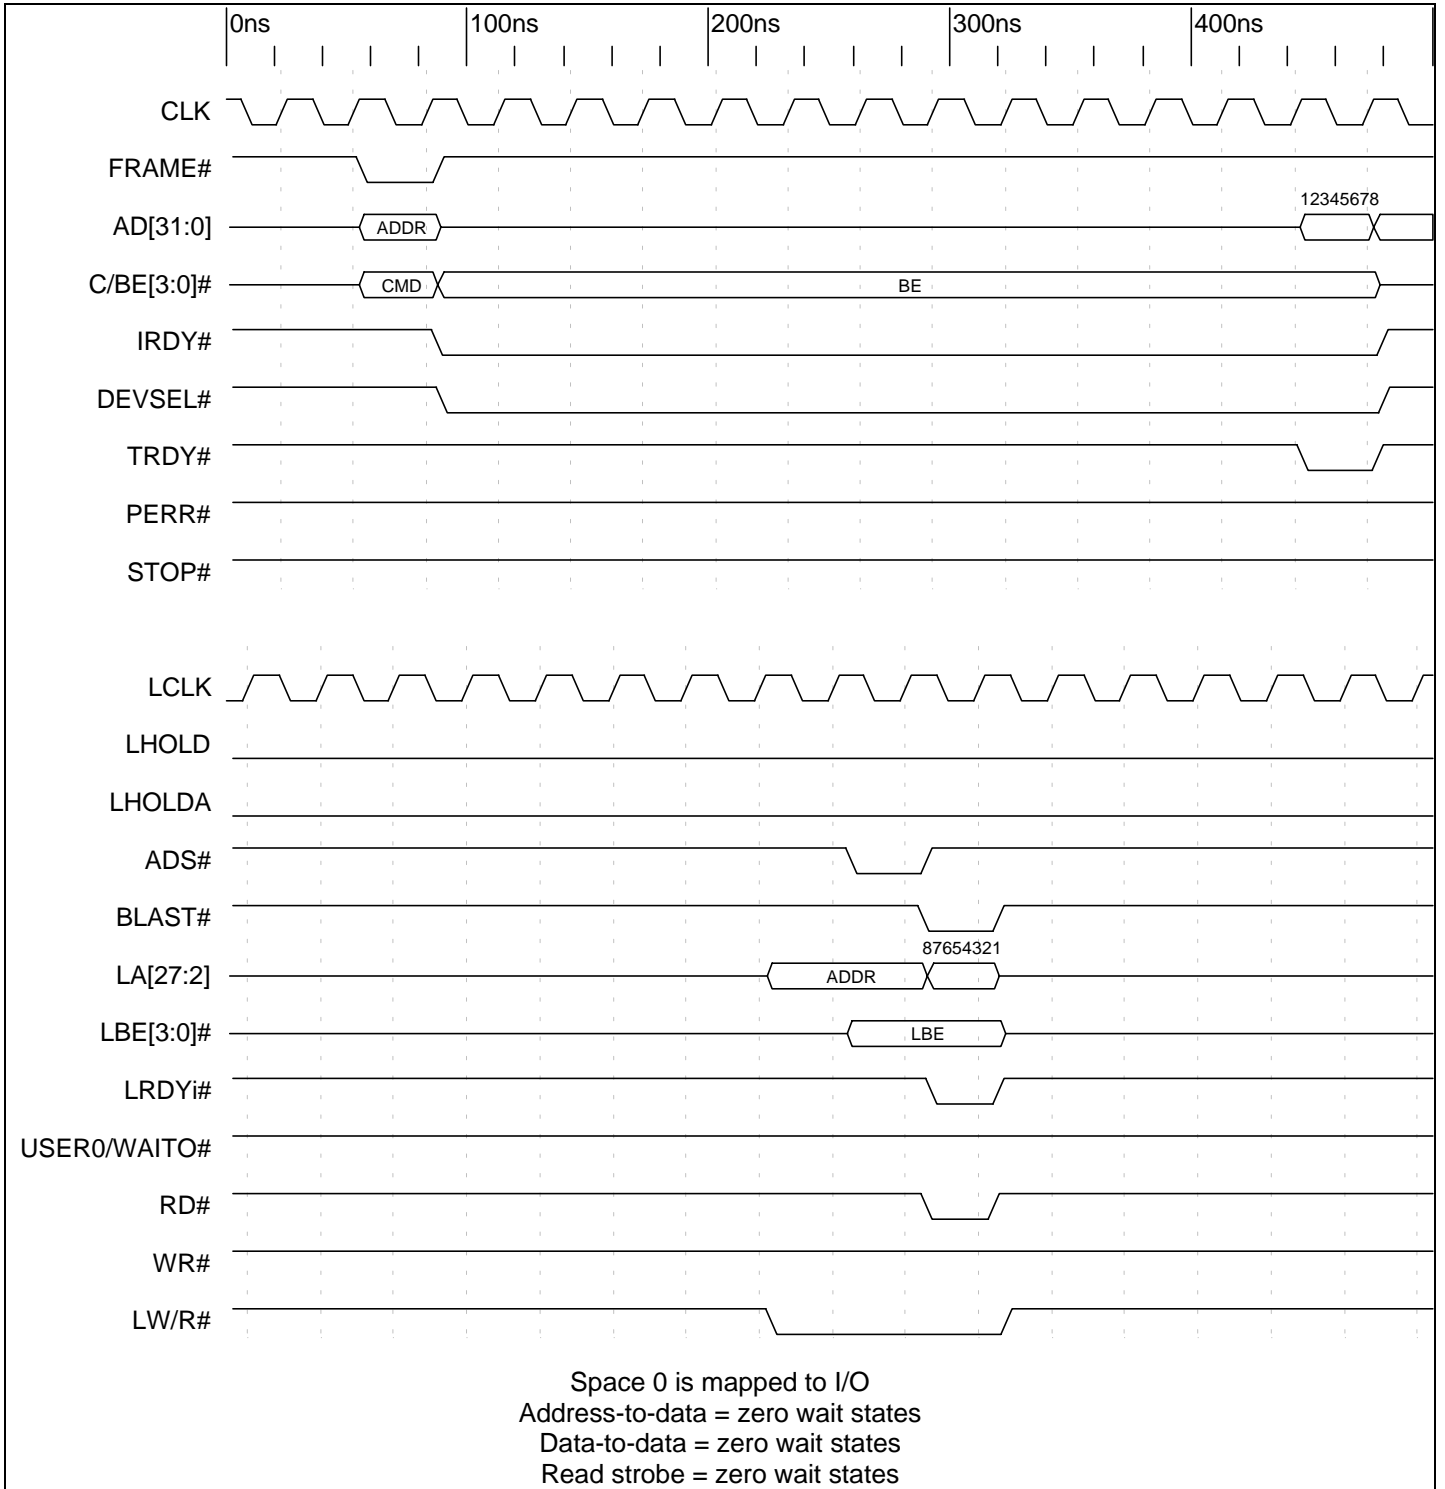 0ns 100ns 200ns 300ns 400ns
CLK
FRAME#
12345678
AD[31:0] ADDR
C/BE[3:0]# CMD BE
IRDY#
DEVSEL#
TRDY#
PERR#
STOP#
LCLK
LHOLD
LHOLDA
ADS#
BLAST#
87654321
LA[27:2] ADDR
LBE[3:0]# LBE
LRDYi#
USER0/WAITO#
RD#
WR#
LW/R#
Space 0 is mapped to I/O
Address-to-data = zero wait states
Data-to-data = zero wait states
Read strobe = zero wait states